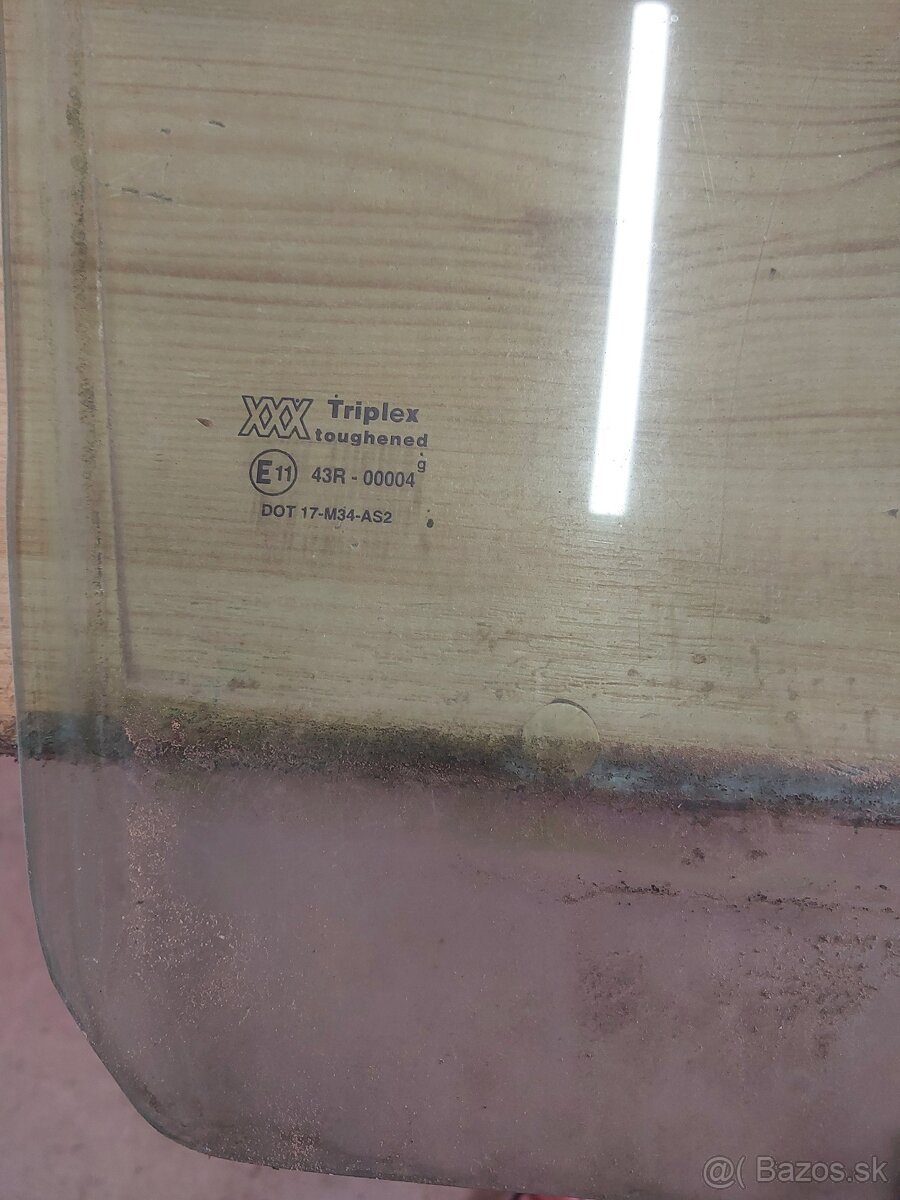 XXX Triplex
toughened
g
E11 43R - 00004
DOT 17-M34-AS2
@( Bazos.sk